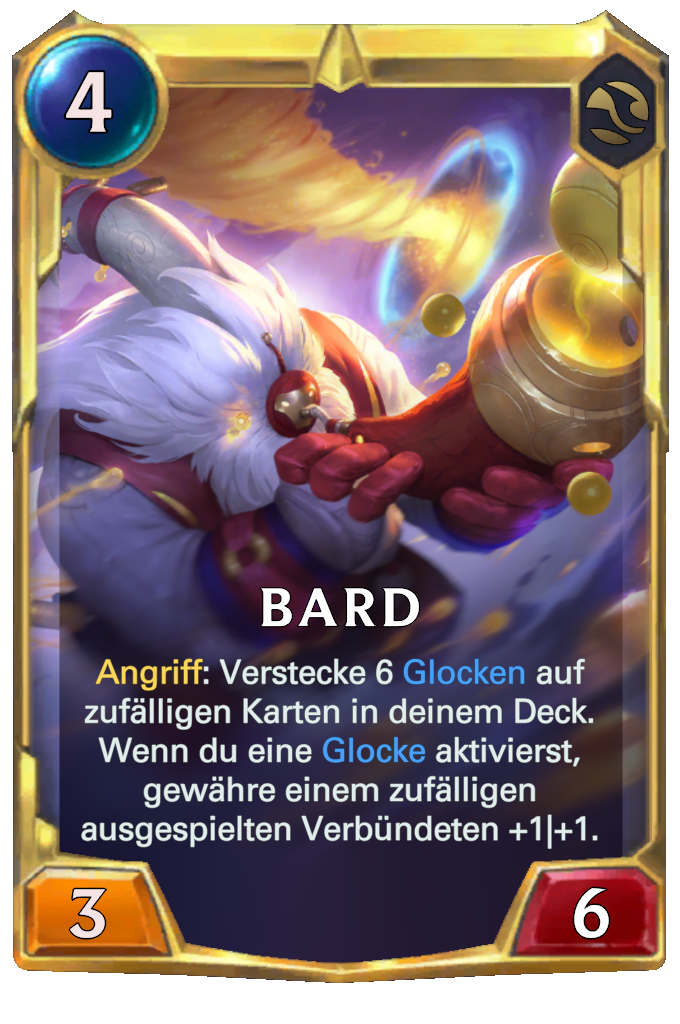 4
BARD
Angriff: Verstecke 6 Glocken auf
zufälligen Karten in deinem Deck.
Wenn du eine Glocke aktivierst,
gewähre einem zufälligen
ausgespielten Verbündeten +1|+1.
3
6